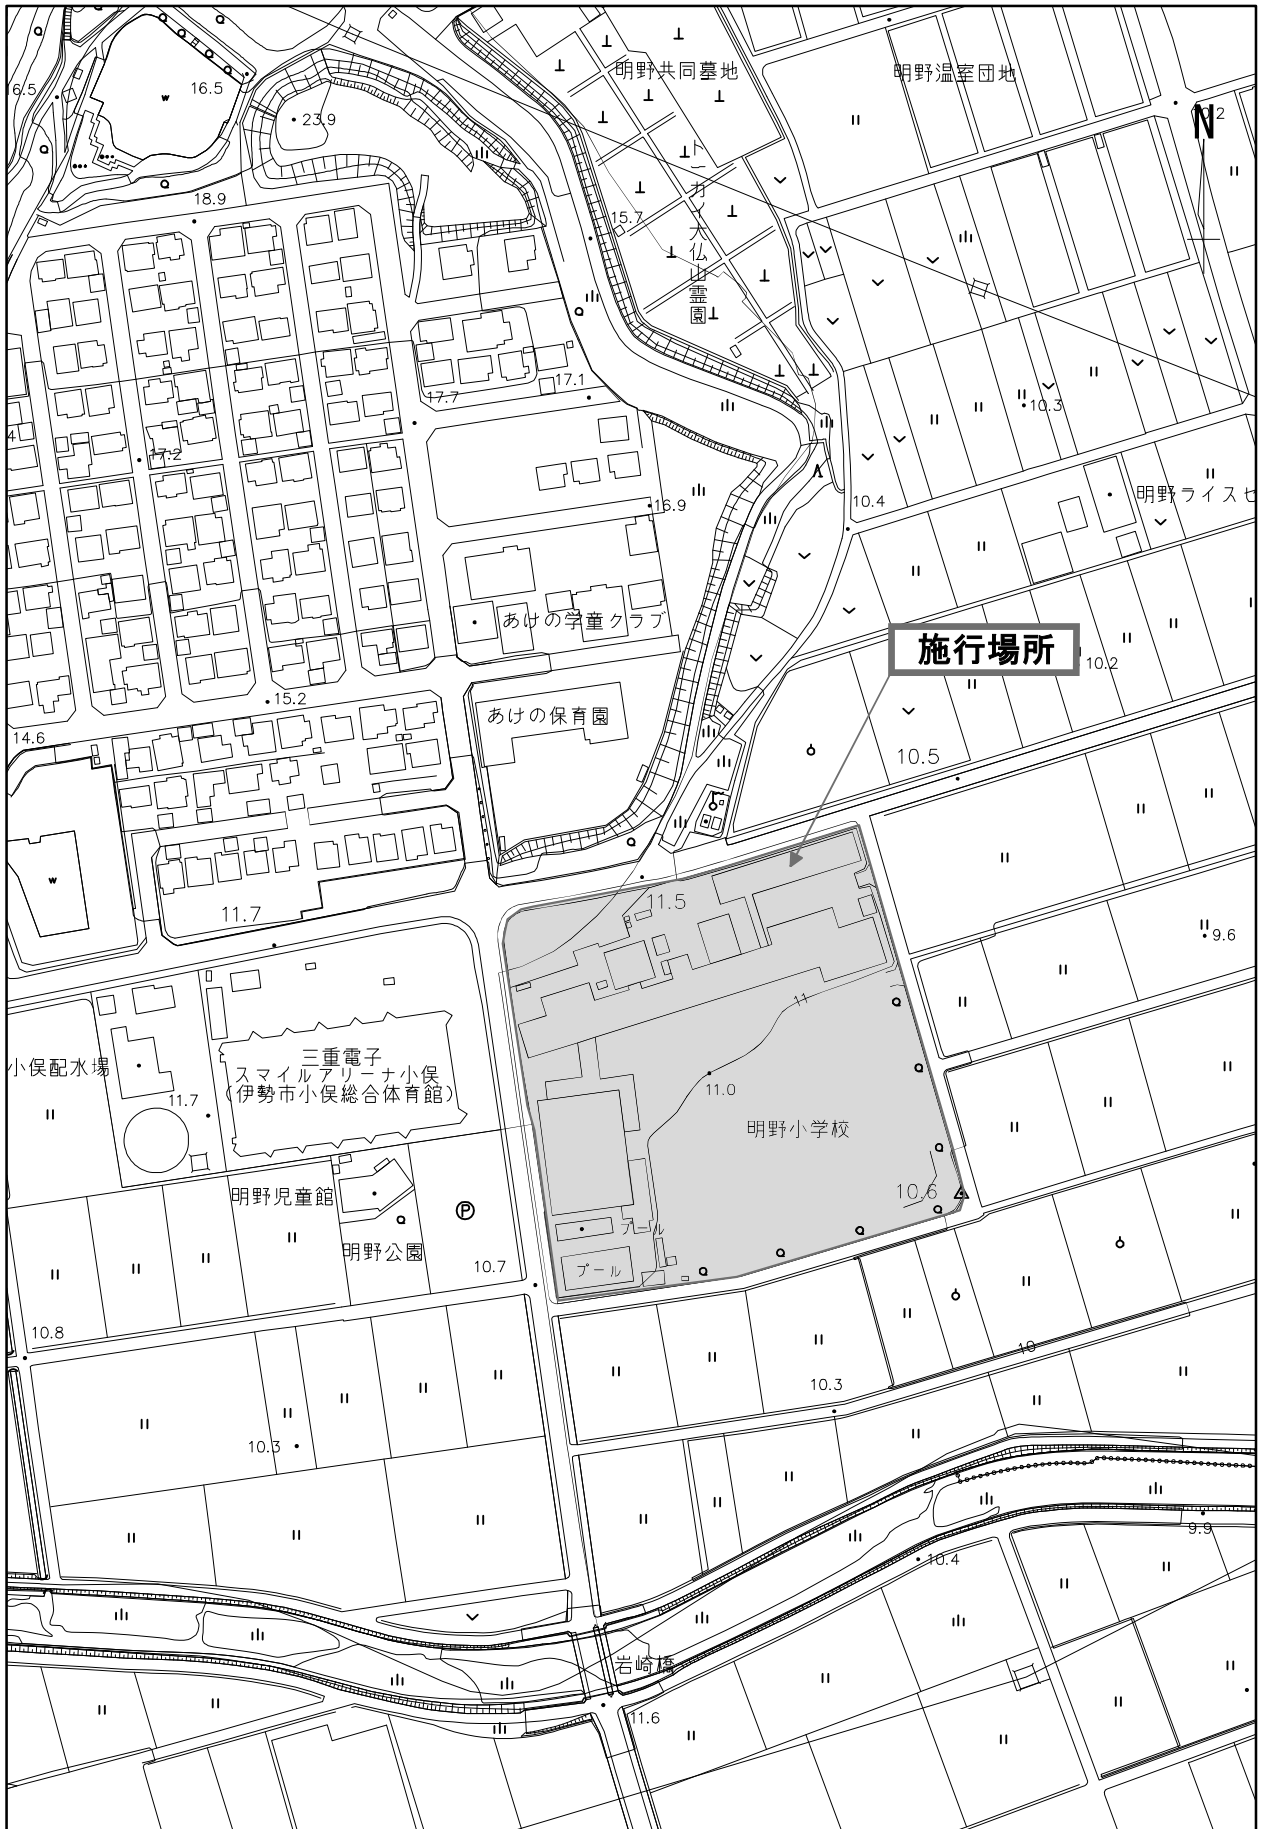 16.5
16.5
23.9
明野共同墓地
明野温室団地
N
18.9
15.7
トーカイ大仏山霊園
17.7
17.1
10.3
17.2
16.9
10.4
明野ライスセ
あけの学童クラブ
施行場所
10.2
15.2
14.6
あけの保育園
10.5
11.7
11.5
9.6
11
小俣配水場
三重電子
スマイルアリーナ小俣
(伊勢市小俣総合体育館)
11.7
11.0
明野小学校
明野児童館
10.6
プール
明野公園
10.7
プール
10.8
10
10.3
10.3
9.9
10.4
岩崎橋
11.6